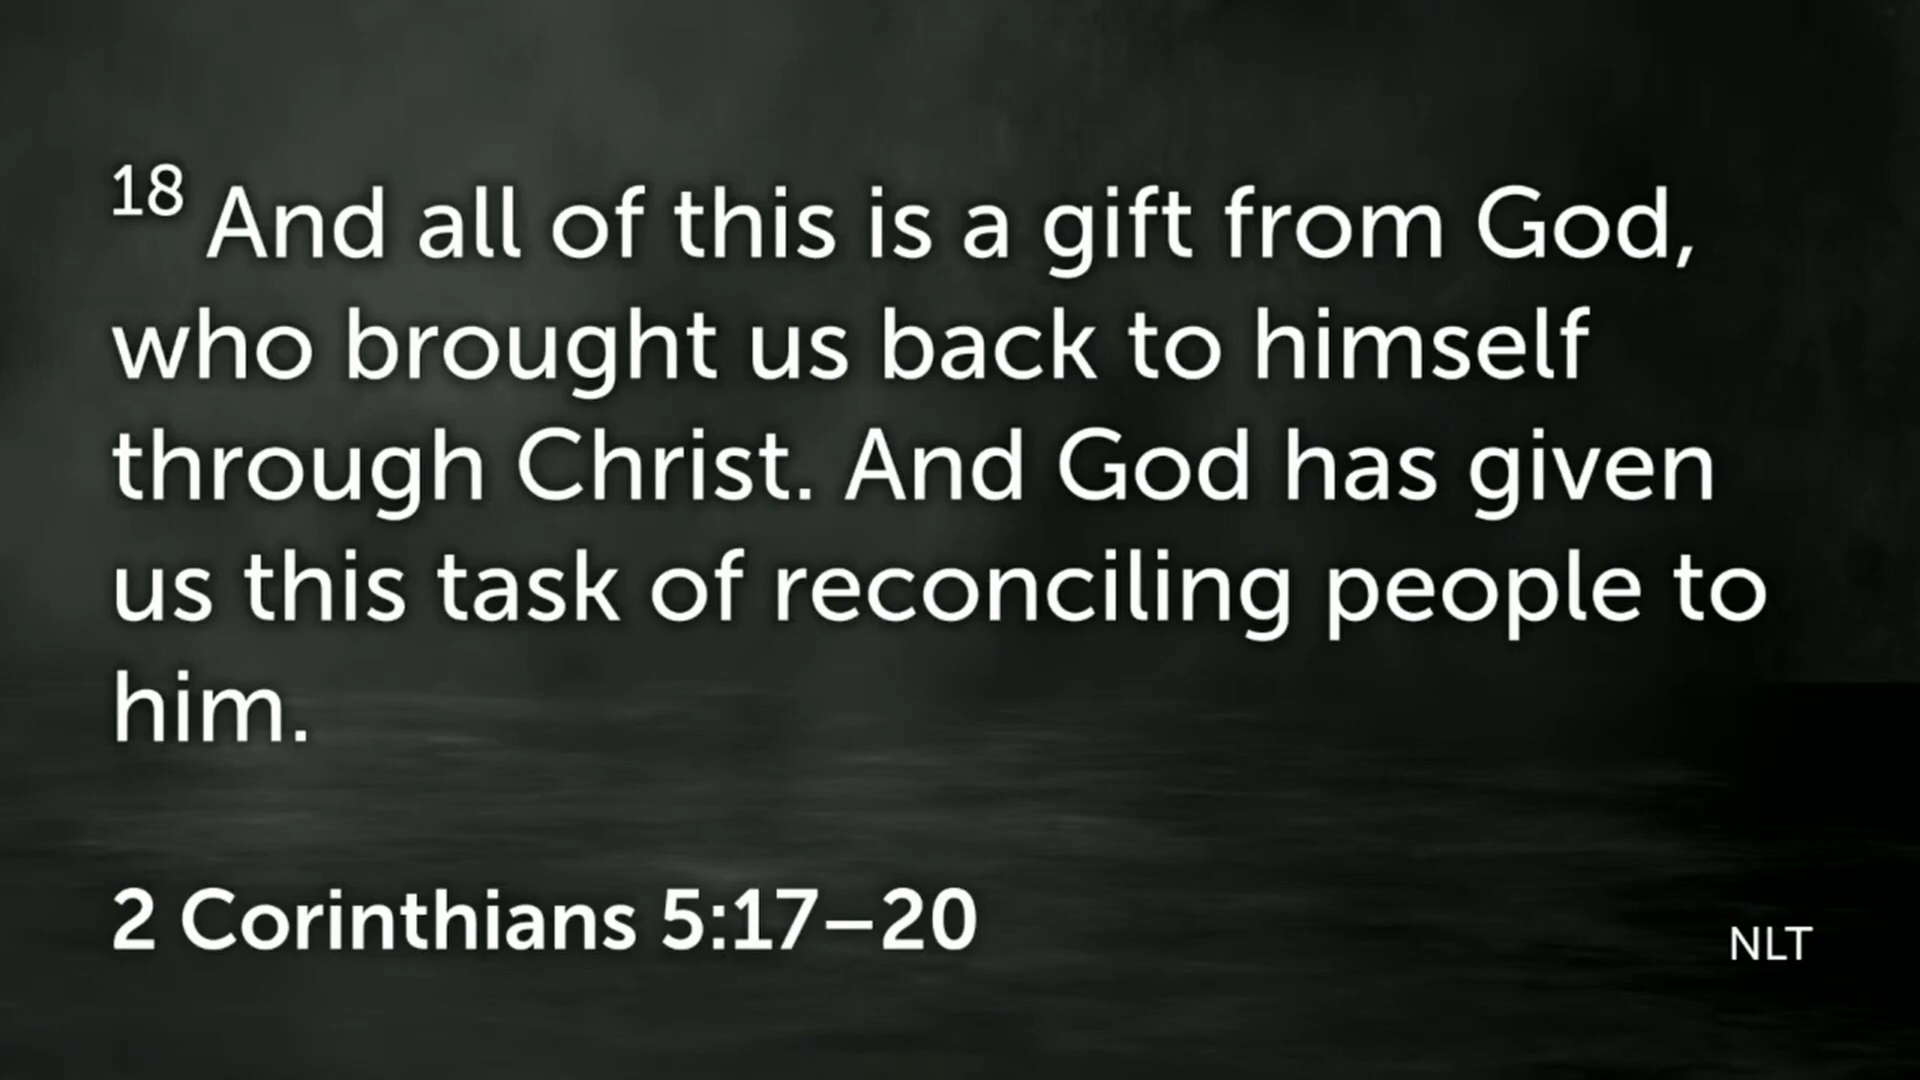 18 And all of this is a gift from God,
who brought us back to himself
through Christ. And God has given
us this task of reconciling people to
him.
2 Corinthians 5:17–20
NLT